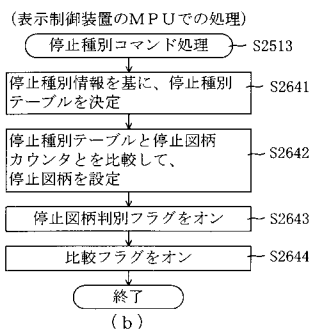 （表示制御装置のＭＰＵでの処理）
停止種別コマンド処理 S2513
停止種別情報を基に、停止種別
テーブルを決定
S2641
停止種別テーブルと停止図柄
カウンタとを比較して、
停止図柄を設定
S2642
停止図柄判別フラグをオン S2643
比較フラグをオン S2644
終了
（ｂ）